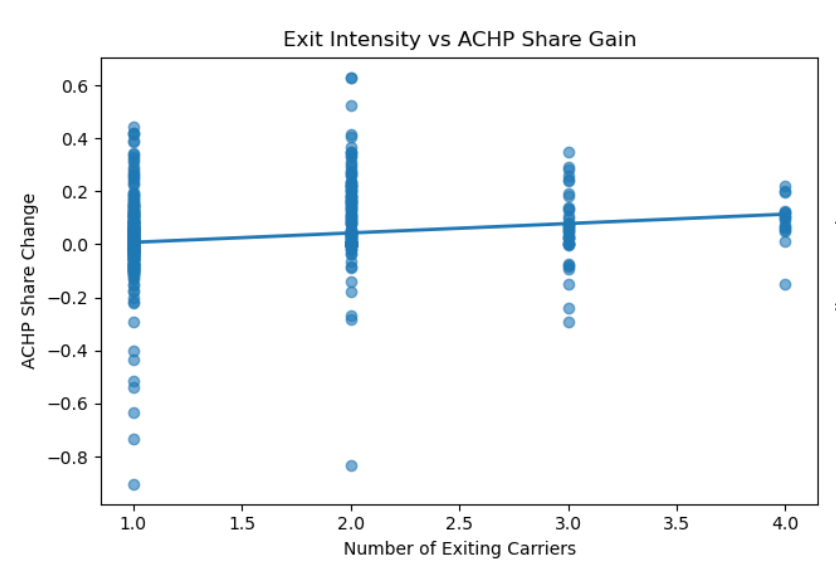 Exit Intensity vs ACHP Share Gain
0.6
0.4
0.2
0.0
−0.2
−0.4
−0.6
−0.8
ACHP Share Change
1.0 1.5 2.0 2.5 3.0 3.5 4.0
Number of Exiting Carriers